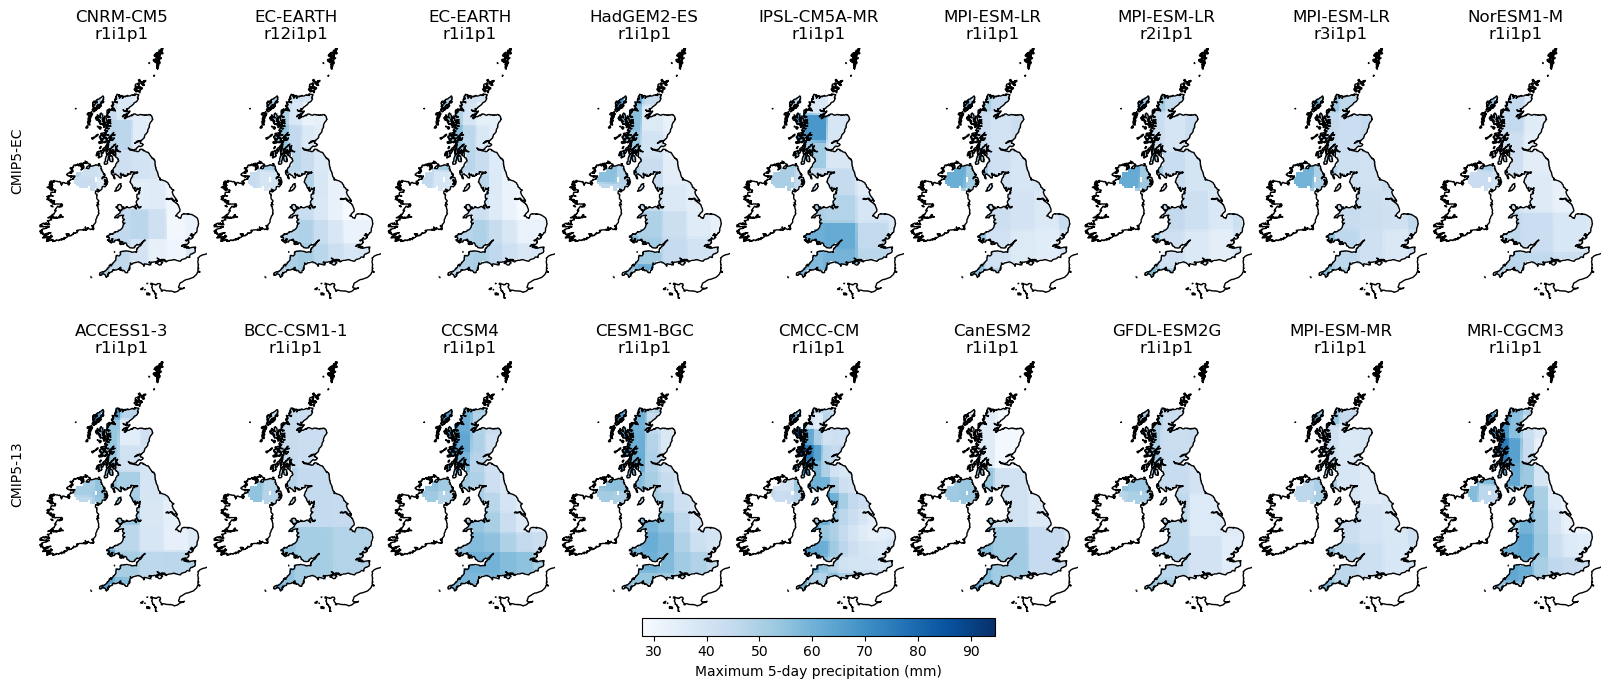 CNRM-CM5 EC-EARTH EC-EARTH HadGEM2-ES IPSL-CM5A-MR MPI-ESM-LR MPI-ESM-LR MPI-ESM-LR NorESM1-M
r1i1p1 r12i1p1 r1i1p1 r1i1p1 r1i1p1 r1i1p1 r2i1p1 r3i1p1 r1i1p1
CMIP5-EC
ACCESS1-3 BCC-CSM1-1 CCSM4 CESM1-BGC CMCC-CM CanESM2 GFDL-ESM2G MPI-ESM-MR MRI-CGCM3
r1i1p1 r1i1p1 r1i1p1 r1i1p1 r1i1p1 r1i1p1 r1i1p1 r1i1p1 r1i1p1
CMIP5-13
30 40 50 60 70 80 90
Maximum 5-day precipitation (mm)